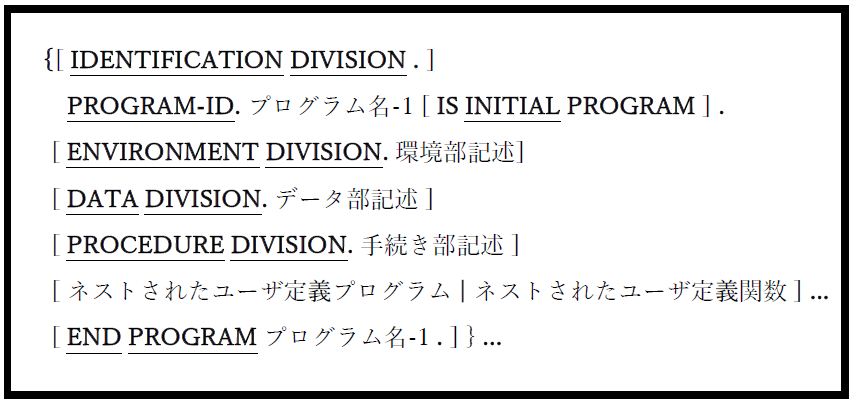 {[ IDENTIFICATION DIVISION . ]
PROGRAM-ID. プログラム名-1 [ IS INITIAL PROGRAM ] .
[ ENVIRONMENT DIVISION. 環境部記述]
[ DATA DIVISION. データ部記述 ]
[ PROCEDURE DIVISION. 手続き部記述 ]
[ ネストされたユーザ定義プログラム | ネストされたユーザ定義関数 ] ...
[ END PROGRAM プログラム名-1 . ] } ...